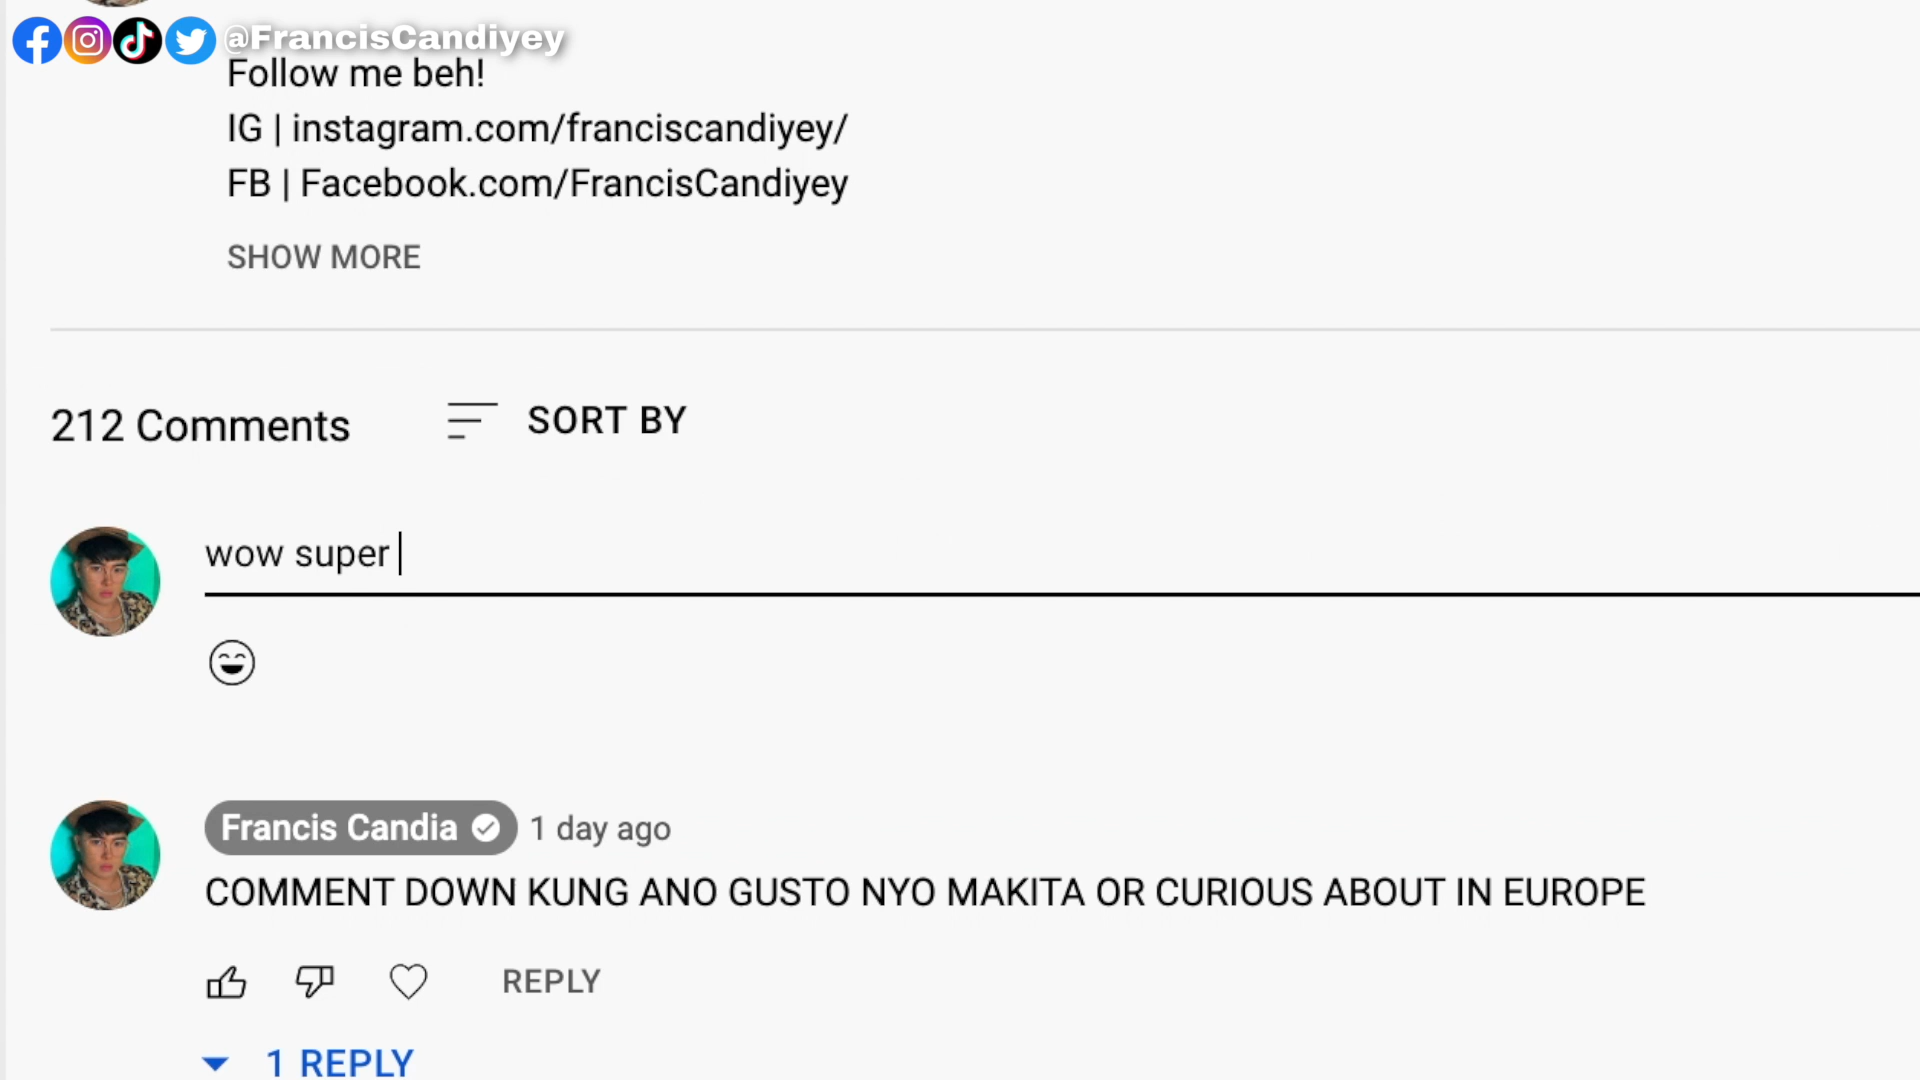 @FrancisCandiyey
Follow me beh!
IG | instagram.com/franciscandiyey/
FB | Facebook.com/FrancisCandiyey
SHOW MORE
212 Comments SORT BY
wow super
Francis Candia 1 day ago
COMMENT DOWN KUNG ANO GUSTO NYO MAKITA OR CURIOUS ABOUT IN EUROPE
REPLY
1 REPLY